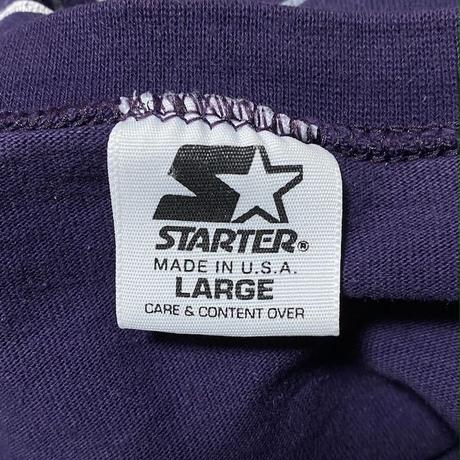 STARTER®
MADE IN U.S.A.
LARGE
CARE & CONTENT OVER